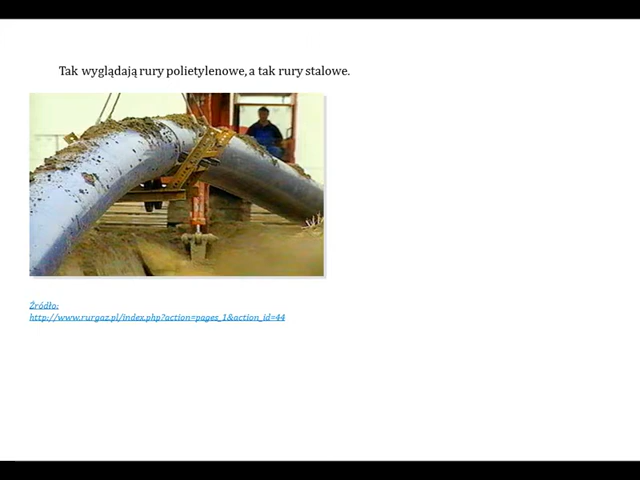 Tak wyglądają rury polietylenowe, a tak rury stalowe.
Źródło:
http://www.rurgaz.pl/index.php?action=pages_1&action_id=44